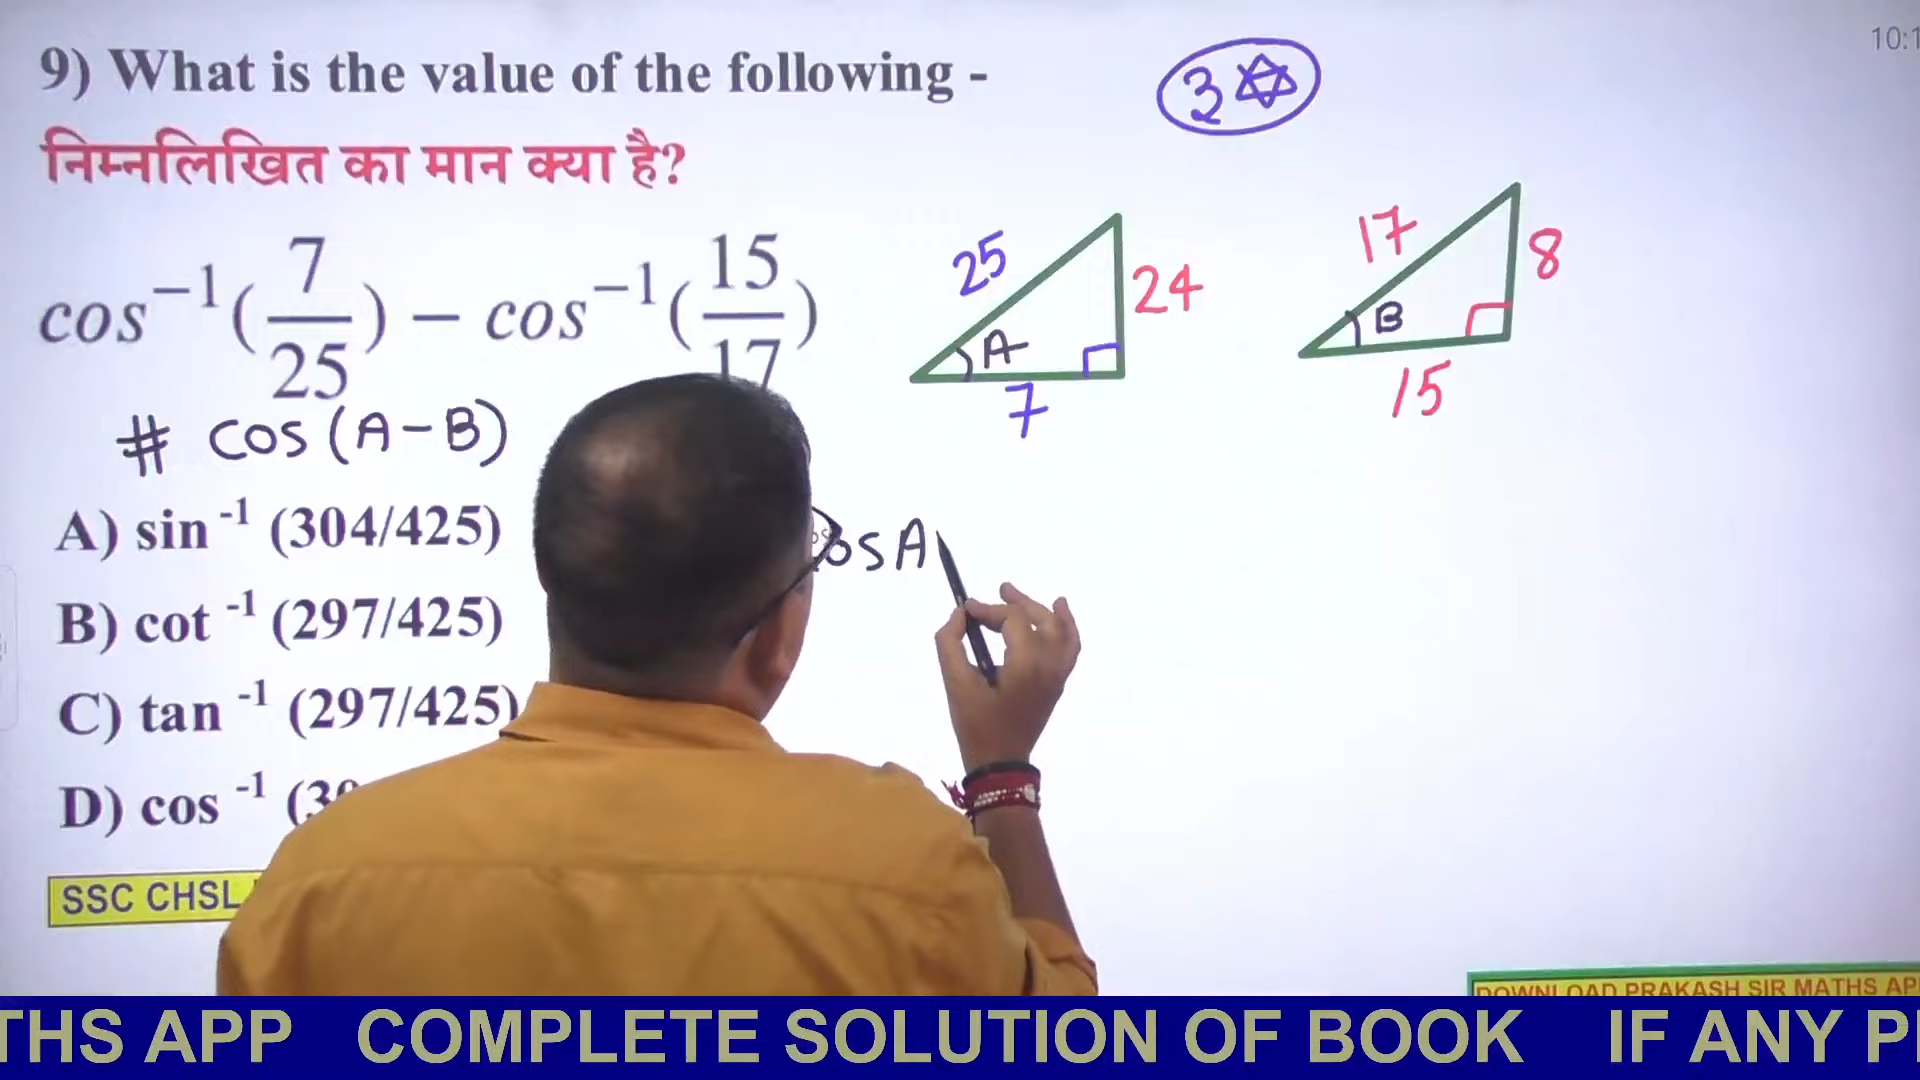 10:1
9) What is the value of the following -
3
निम्नलिखित का मान क्या है?
cos⁻¹(7/25) − cos⁻¹(15/17)
25 24 A 7
17 8 B 15
# cos(A-B)
A) sin ⁻¹ (304/425)
cosA
B) cot ⁻¹ (297/425)
C) tan ⁻¹ (297/425)
D) cos ⁻¹ (
SSC CHSL
DOWNLOAD PRAKASH SIR MATHS AP
THS APP COMPLETE SOLUTION OF BOOK IF ANY P